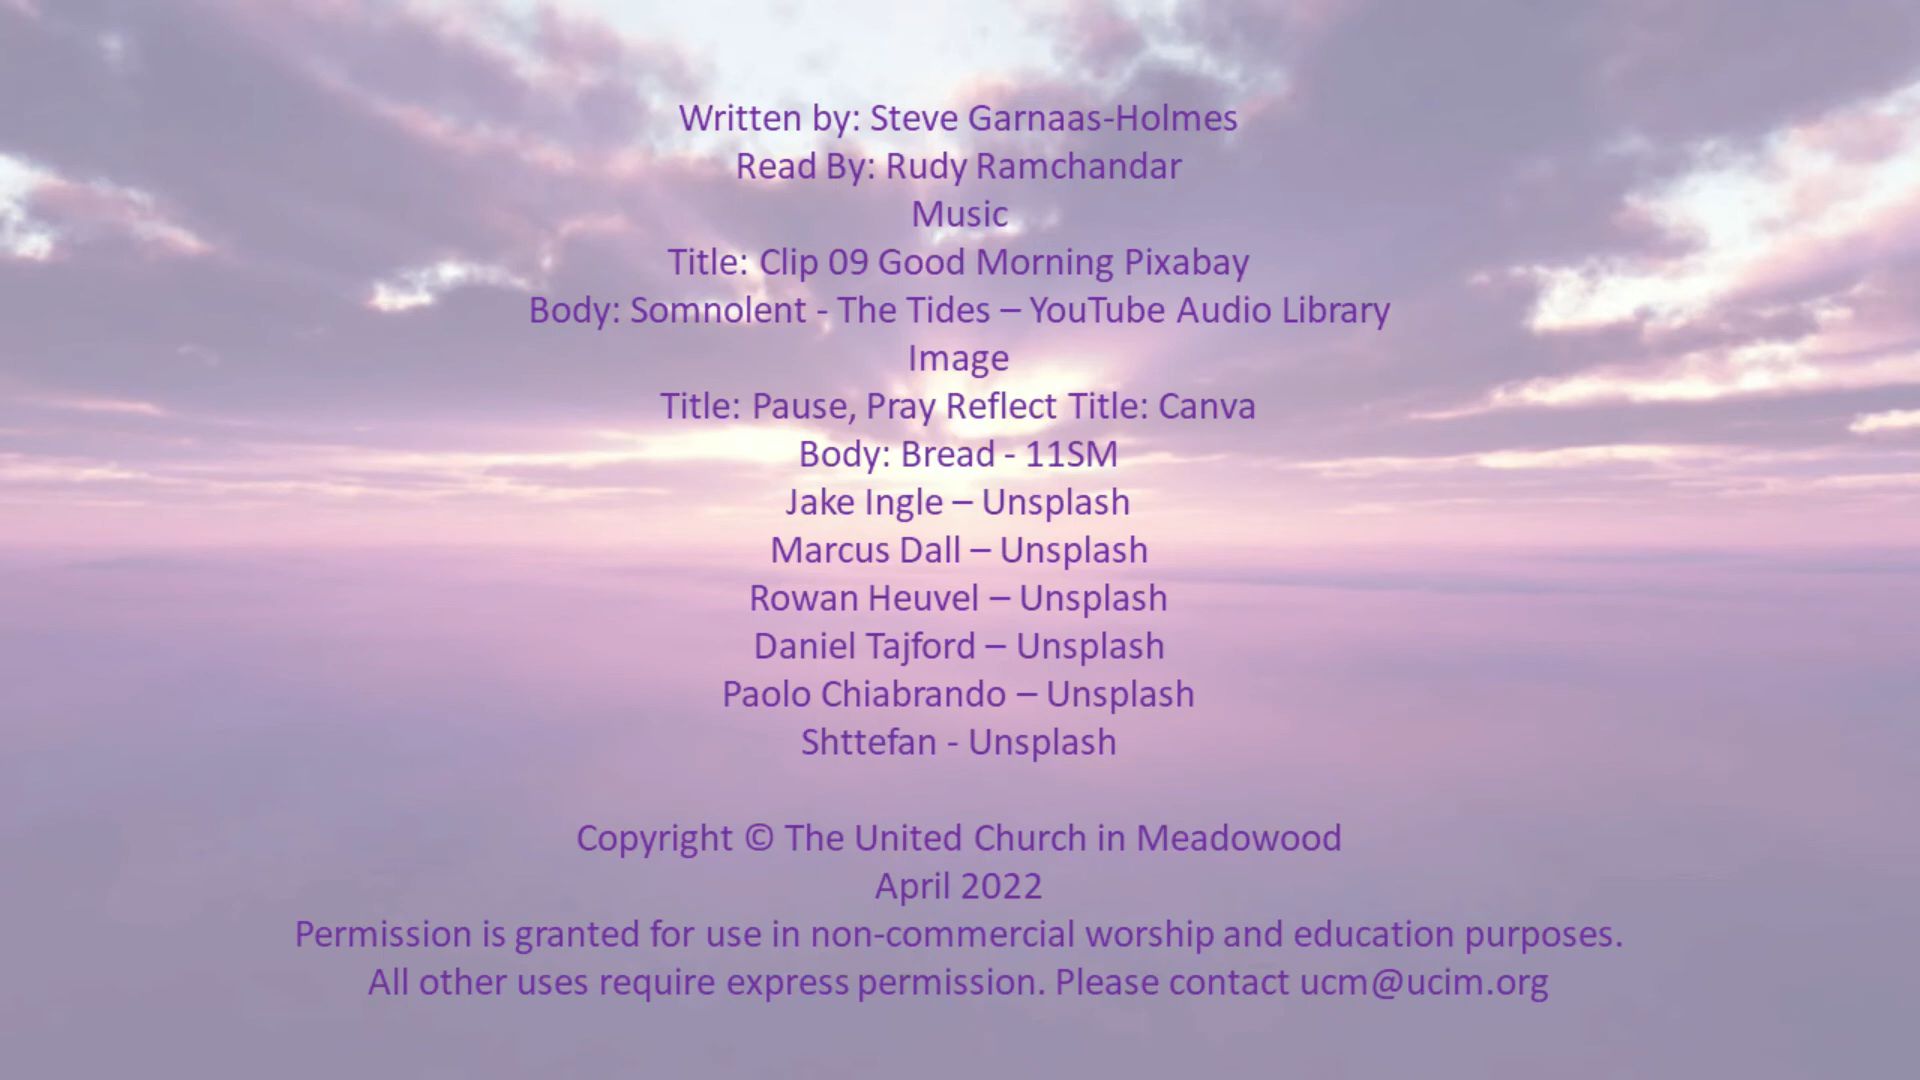 Written by: Steve Garnaas-Holmes
Read By: Rudy Ramchandar
Music
Title: Clip 09 Good Morning Pixabay
Body: Somnolent - The Tides – YouTube Audio Library
Image
Title: Pause, Pray Reflect Title: Canva
Body: Bread - 11SM
Jake Ingle – Unsplash
Marcus Dall – Unsplash
Rowan Heuvel – Unsplash
Daniel Tajford – Unsplash
Paolo Chiabrando – Unsplash
Shttefan - Unsplash
Copyright © The United Church in Meadowood
April 2022
Permission is granted for use in non-commercial worship and education purposes.
All other uses require express permission. Please contact ucm@ucim.org